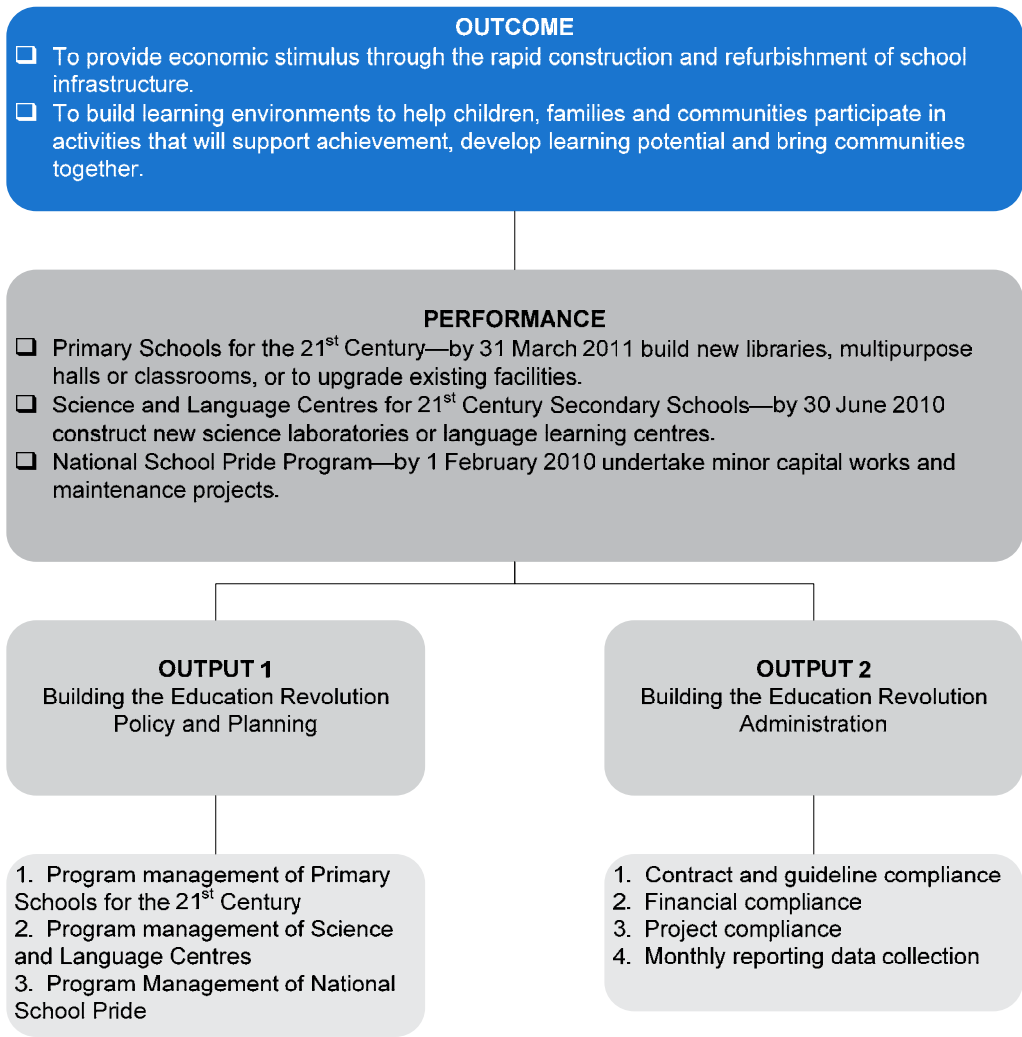 OUTCOME
❑ To provide economic stimulus through the rapid construction and refurbishment of school
infrastructure.
❑ To build learning environments to help children, families and communities participate in
activities that will support achievement, develop learning potential and bring communities
together.
PERFORMANCE
❑ Primary Schools for the 21st Century—by 31 March 2011 build new libraries, multipurpose
halls or classrooms, or to upgrade existing facilities.
❑ Science and Language Centres for 21st Century Secondary Schools—by 30 June 2010
construct new science laboratories or language learning centres.
❑ National School Pride Program—by 1 February 2010 undertake minor capital works and
maintenance projects.
OUTPUT 1
Building the Education Revolution
Policy and Planning
OUTPUT 2
Building the Education Revolution
Administration
1. Program management of Primary
Schools for the 21st Century
2. Program management of Science
and Language Centres
3. Program Management of National
School Pride
1. Contract and guideline compliance
2. Financial compliance
3. Project compliance
4. Monthly reporting data collection